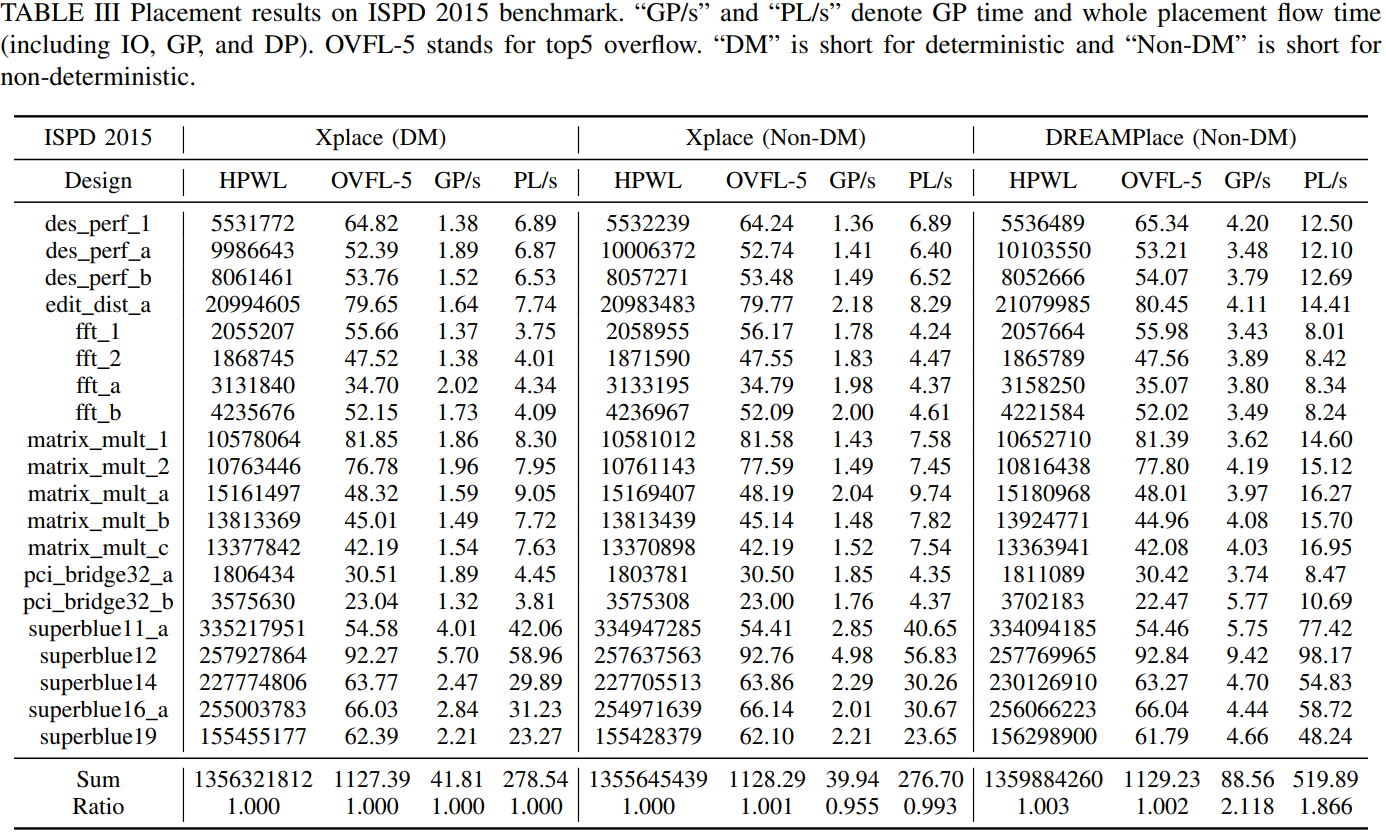 TABLE III Placement results on ISPD 2015 benchmark. “GP/s” and “PL/s” denote GP time and whole placement flow time
(including IO, GP, and DP). OVFL-5 stands for top5 overflow. “DM” is short for deterministic and “Non-DM” is short for
non-deterministic.
ISPD 2015 Xplace (DM) Xplace (Non-DM) DREAMPlace (Non-DM)
Design HPWL OVFL-5 GP/s PL/s HPWL OVFL-5 GP/s PL/s HPWL OVFL-5 GP/s PL/s
des_perf_1 5531772 64.82 1.38 6.89 5532239 64.24 1.36 6.89 5536489 65.34 4.20 12.50
des_perf_a 9986643 52.39 1.89 6.87 10006372 52.74 1.41 6.40 10103550 53.21 3.48 12.10
des_perf_b 8061461 53.76 1.52 6.53 8057271 53.48 1.49 6.52 8052666 54.07 3.79 12.69
edit_dist_a 20994605 79.65 1.64 7.74 20983483 79.77 2.18 8.29 21079985 80.45 4.11 14.41
fft_1 2055207 55.66 1.37 3.75 2058955 56.17 1.78 4.24 2057664 55.98 3.43 8.01
fft_2 1868745 47.52 1.38 4.01 1871590 47.55 1.83 4.47 1865789 47.56 3.89 8.42
fft_a 3131840 34.70 2.02 4.34 3133195 34.79 1.98 4.37 3158250 35.07 3.80 8.34
fft_b 4235676 52.15 1.73 4.09 4236967 52.09 2.00 4.61 4221584 52.02 3.49 8.24
matrix_mult_1 10578064 81.85 1.86 8.30 10581012 81.58 1.43 7.58 10652710 81.39 3.62 14.60
matrix_mult_2 10763446 76.78 1.96 7.95 10761143 77.59 1.49 7.45 10816438 77.80 4.19 15.12
matrix_mult_a 15161497 48.32 1.59 9.05 15169407 48.19 2.04 9.74 15180968 48.01 3.97 16.27
matrix_mult_b 13813369 45.01 1.49 7.72 13813439 45.14 1.48 7.82 13924771 44.96 4.08 15.70
matrix_mult_c 13377842 42.19 1.54 7.63 13370898 42.19 1.52 7.54 13363941 42.08 4.03 16.95
pci_bridge32_a 1806434 30.51 1.89 4.45 1803781 30.50 1.85 4.35 1811089 30.42 3.74 8.47
pci_bridge32_b 3575630 23.04 1.32 3.81 3575308 23.00 1.76 4.37 3702183 22.47 5.77 10.69
superblue11_a 335217951 54.58 4.01 42.06 334947285 54.41 2.85 40.65 334094185 54.46 5.75 77.42
superblue12 257927864 92.27 5.70 58.96 257637563 92.76 4.98 56.83 257769965 92.84 9.42 98.17
superblue14 227774806 63.77 2.47 29.89 227705513 63.86 2.29 30.26 230126910 63.27 4.70 54.83
superblue16_a 255003783 66.03 2.84 31.23 254971639 66.14 2.01 30.67 256066223 66.04 4.44 58.72
superblue19 155455177 62.39 2.21 23.27 155428379 62.10 2.21 23.65 156298900 61.79 4.66 48.24
Sum 1356321812 1127.39 41.81 278.54 1355645439 1128.29 39.94 276.70 1359884260 1129.23 88.56 519.89
Ratio 1.000 1.000 1.000 1.000 1.000 1.001 0.955 0.993 1.003 1.002 2.118 1.866